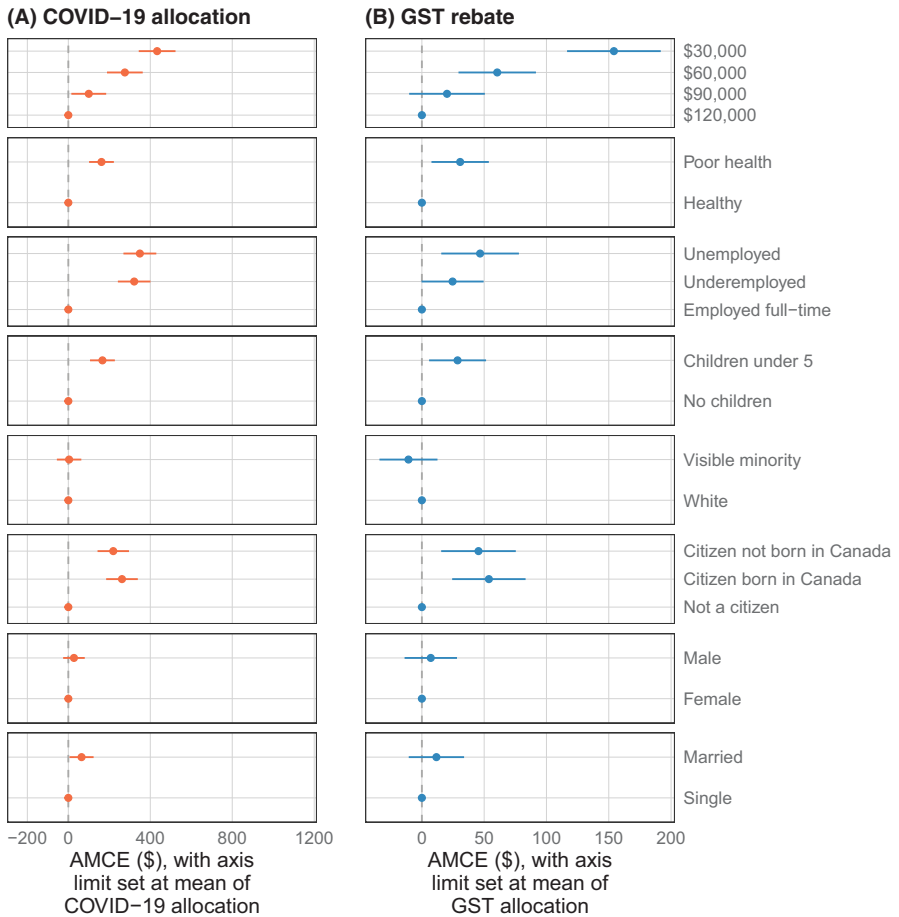 (A) COVID−19 allocation
(B) GST rebate
$30,000
$60,000
$90,000
$120,000
Poor health
Healthy
Unemployed
Underemployed
Employed full−time
Children under 5
No children
Visible minority
White
Citizen not born in Canada
Citizen born in Canada
Not a citizen
Male
Female
Married
Single
−200 0 400 800 1200
0 50 100 150 200
AMCE ($), with axis
limit set at mean of
COVID−19 allocation
AMCE ($), with axis
limit set at mean of
GST allocation